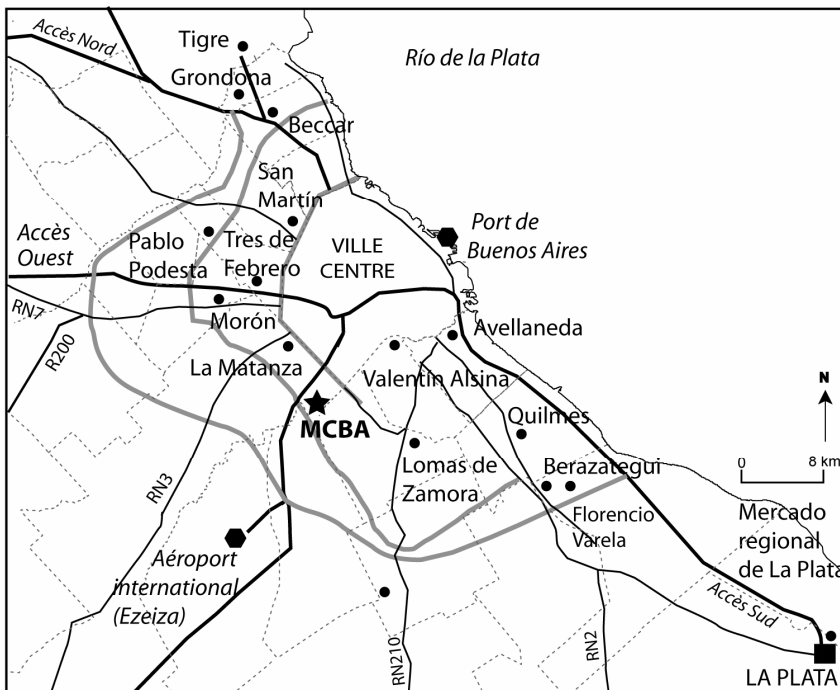 Accès Nord
Tigre
Grondona
Beccar
Río de la Plata
San
Martín
Accès
Ouest
Pablo
Podesta
Tres de
Febrero
VILLE
CENTRE
Port de
Buenos Aires
RN7
R200
Morón
La Matanza
Avellaneda
Valentin Alsina
MCBA
Quilmes
N
0 8 km
Lomas de
Zamora
Berazategui
Florencio
Varela
RN3
Aéroport
international
(Ezeiza)
Mercado
regional
de La Plata
Accès Sud
RN210
RN2
LA PLATA